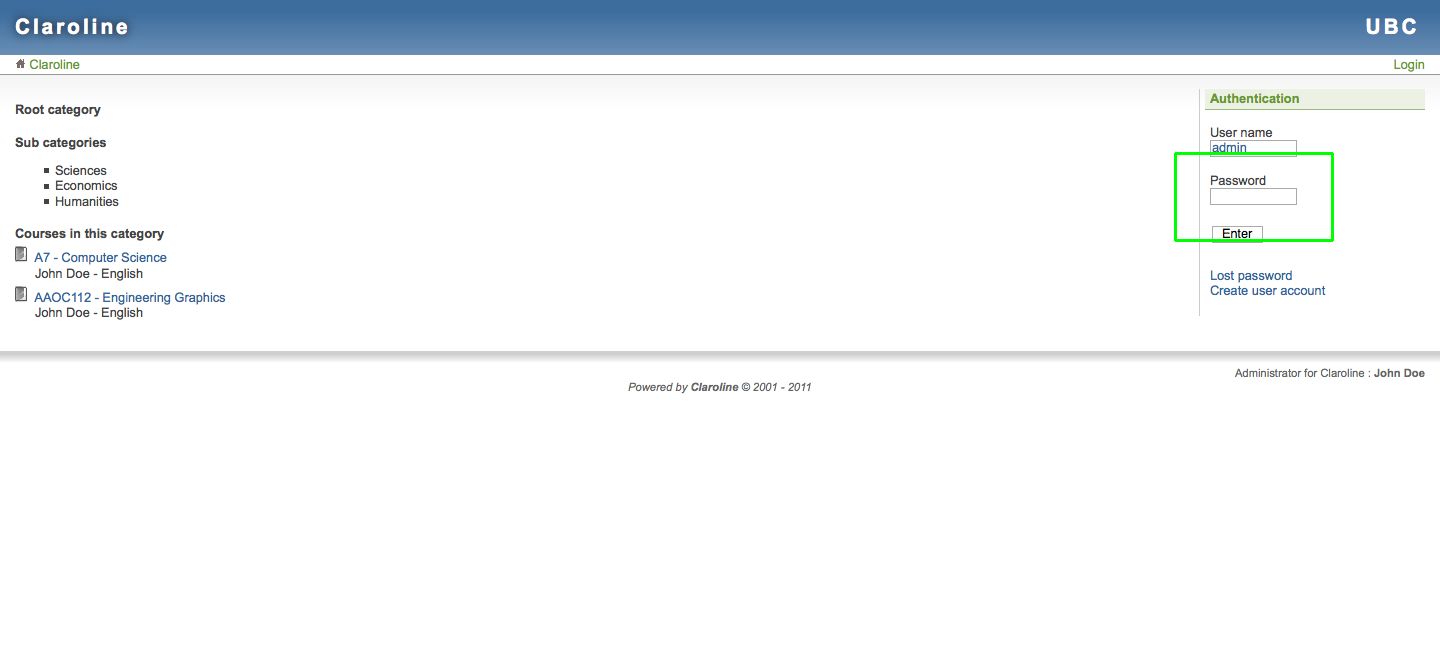 Claroline
UBC
Claroline
Login
Root category
Sub categories
Sciences
Economics
Humanities
Courses in this category
A7 - Computer Science
John Doe - English
AAOC112 - Engineering Graphics
John Doe - English
Authentication
User name
admin
Password
Enter
Lost password
Create user account
Administrator for Claroline : John Doe
Powered by Claroline © 2001 - 2011